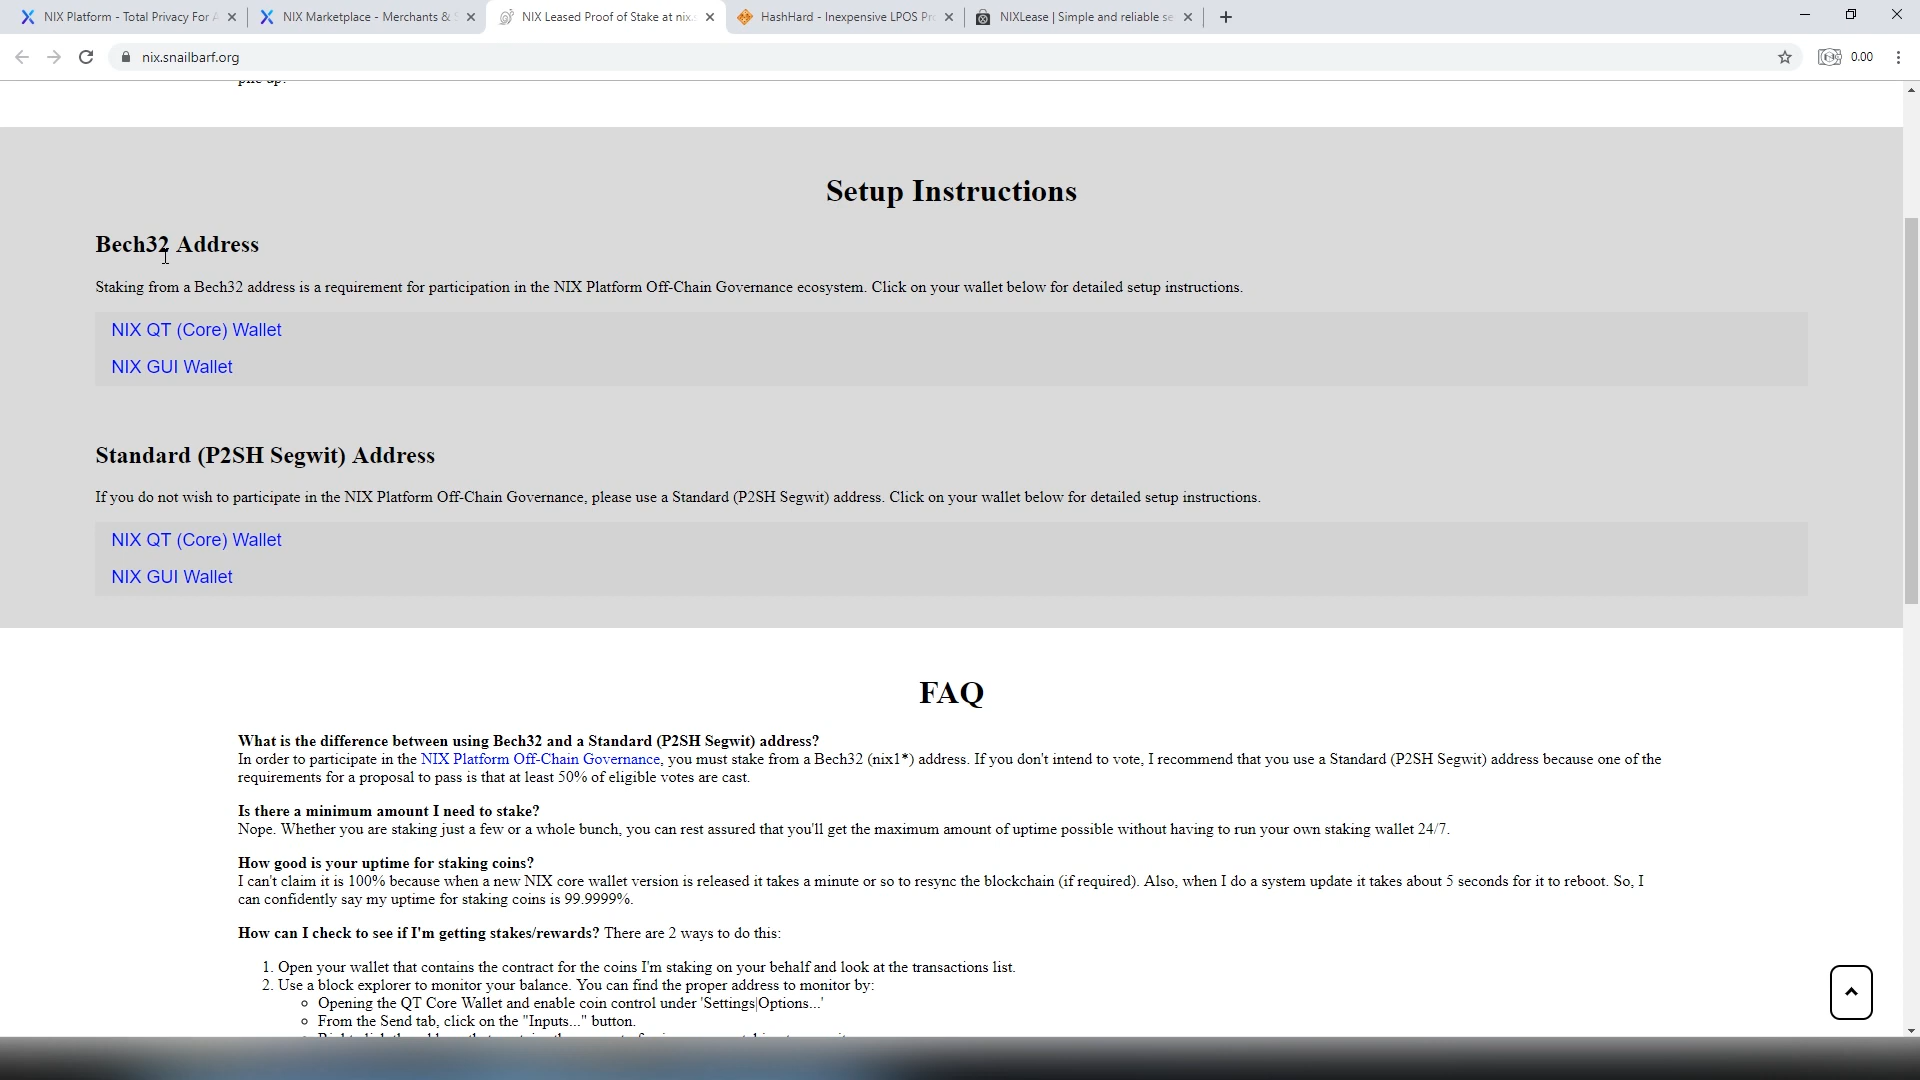 NIX Platform - Total Privacy For
NIX Marketplace - Merchants &
NIX Leased Proof of Stake at nix.
HashHard - Inexpensive LPOS Pr
NIXLease | Simple and reliable se
nix.snailbarf.org
0.00
pile up.
Setup Instructions
Bech32 Address
Staking from a Bech32 address is a requirement for participation in the NIX Platform Off-Chain Governance ecosystem. Click on your wallet below for detailed setup instructions.
NIX QT (Core) Wallet
NIX GUI Wallet
Standard (P2SH Segwit) Address
If you do not wish to participate in the NIX Platform Off-Chain Governance, please use a Standard (P2SH Segwit) address. Click on your wallet below for detailed setup instructions.
NIX QT (Core) Wallet
NIX GUI Wallet
FAQ
What is the difference between using Bech32 and a Standard (P2SH Segwit) address?
In order to participate in the NIX Platform Off-Chain Governance, you must stake from a Bech32 (nix1*) address. If you don't intend to vote, I recommend that you use a Standard (P2SH Segwit) address because one of the
requirements for a proposal to pass is that at least 50% of eligible votes are cast.
Is there a minimum amount I need to stake?
Nope. Whether you are staking just a few or a whole bunch, you can rest assured that you'll get the maximum amount of uptime possible without having to run your own staking wallet 24/7.
How good is your uptime for staking coins?
I can't claim it is 100% because when a new NIX core wallet version is released it takes a minute or so to resync the blockchain (if required). Also, when I do a system update it takes about 5 seconds for it to reboot. So, I
can confidently say my uptime for staking coins is 99.9999%.
How can I check to see if I'm getting stakes/rewards? There are 2 ways to do this:
1. Open your wallet that contains the contract for the coins I'm staking on your behalf and look at the transactions list.
2. Use a block explorer to monitor your balance. You can find the proper address to monitor by:
Opening the QT Core Wallet and enable coin control under 'Settings|Options...'
From the Send tab, click on the "Inputs..." button.